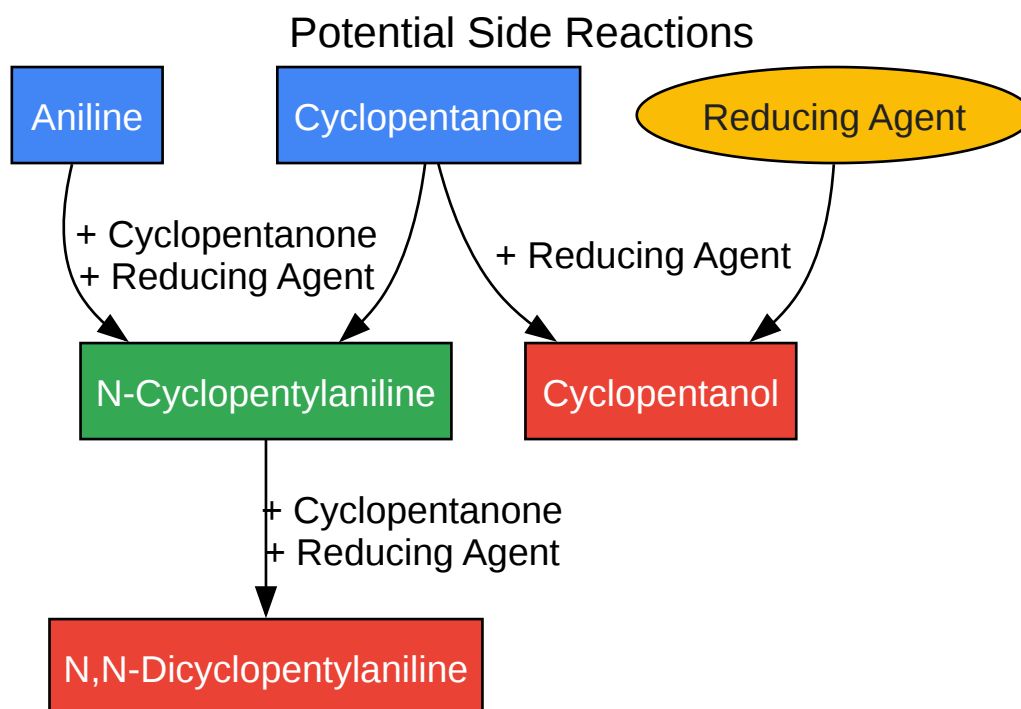 Potential Side Reactions
Aniline
Cyclopentanone
Reducing Agent
+ Cyclopentanone
+ Reducing Agent
+ Reducing Agent
N-Cyclopentylaniline
Cyclopentanol
+ Cyclopentanone
+ Reducing Agent
N,N-Dicyclopentylaniline